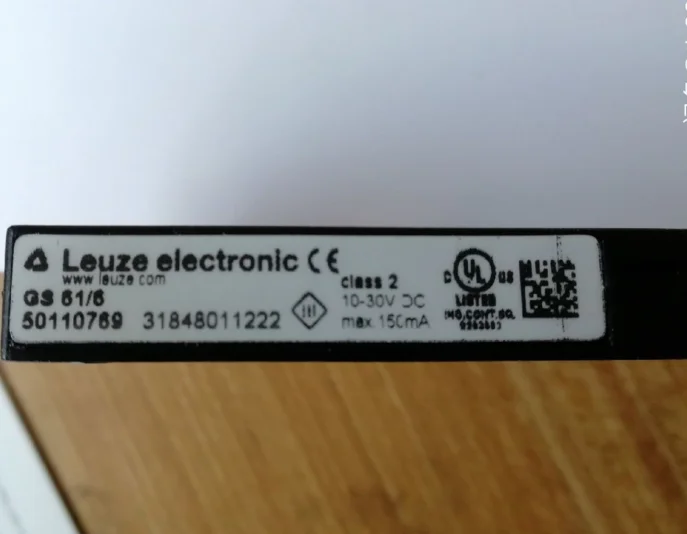 Leuze electronic CE
www.leuze.com
GS 61/6
50110769 31848011222
class 2
10-30V DC
max. 150mA
C UL US
LISTED
IND.CONT.EQ.